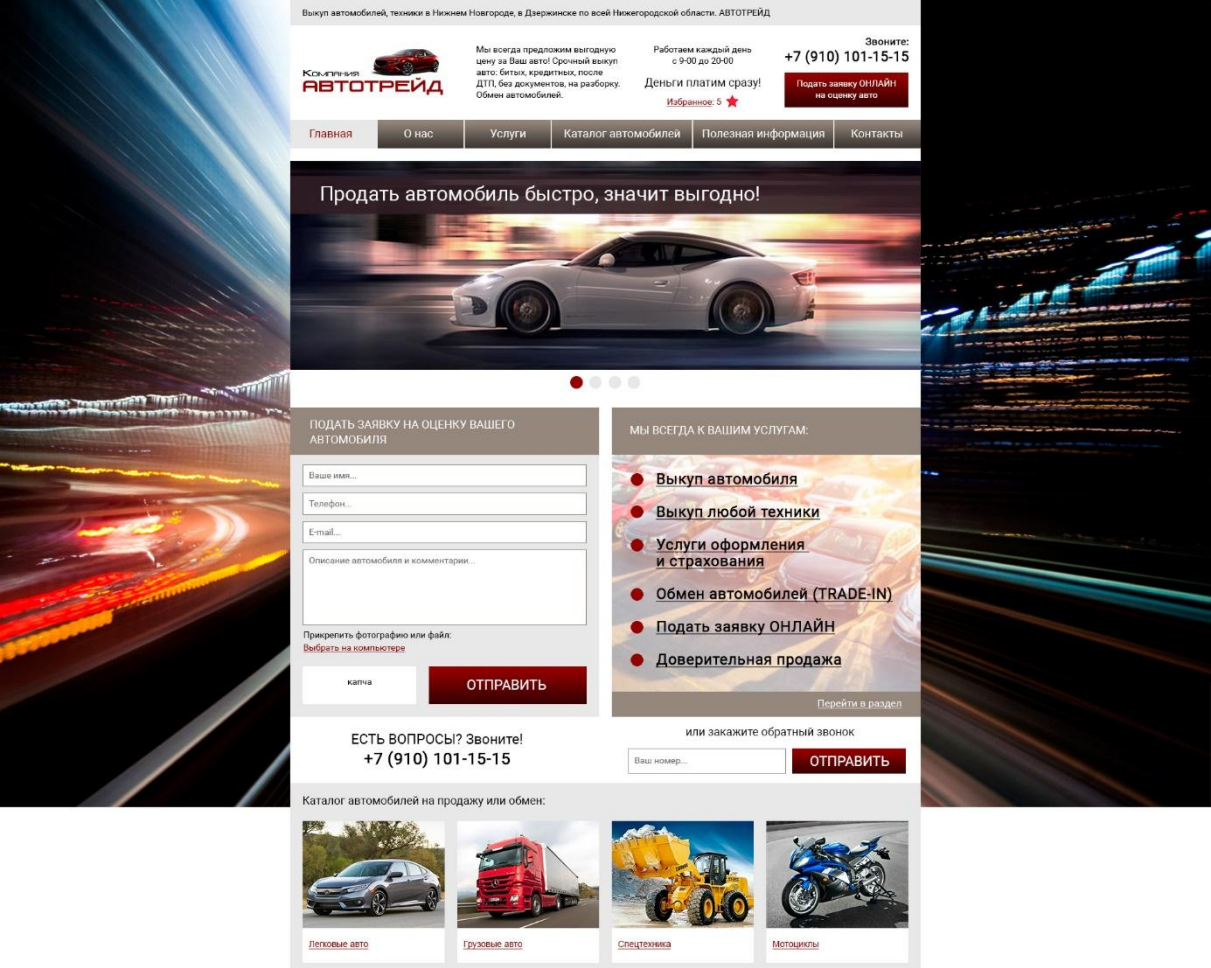 Выкуп автомобилей, техники в Нижнем Новгороде, в Дзержинске по всей Нижегородской области. АВТОТРЕЙД
Компания
АВТОТРЕЙД
Мы всегда предложим выгодную
цену за Ваш авто! Срочный выкуп
авто: битых, кредитных, после
ДТП, без документов, на разборку.
Обмен автомобилей.
Работаем каждый день
с 9-00 до 20-00
Деньги платим сразу!
Избранное: 5
Звоните:
+7 (910) 101-15-15
Подать заявку ОНЛАЙН
на оценку авто
Главная
О нас
Услуги
Каталог автомобилей
Полезная информация
Контакты
Продать автомобиль быстро, значит выгодно!
ПОДАТЬ ЗАЯВКУ НА ОЦЕНКУ ВАШЕГО
АВТОМОБИЛЯ
Ваше имя...
Телефон...
E-mail...
Описание автомобиля и комментарии...
Прикрепить фотографию или файл:
Выбрать на компьютере
капча
ОТПРАВИТЬ
МЫ ВСЕГДА К ВАШИМ УСЛУГАМ:
Выкуп автомобиля
Выкуп любой техники
Услуги оформления
и страхования
Обмен автомобилей (TRADE-IN)
Подать заявку ОНЛАЙН
Доверительная продажа
Перейти в раздел
ЕСТЬ ВОПРОСЫ? Звоните!
+7 (910) 101-15-15
или закажите обратный звонок
Ваш номер...
ОТПРАВИТЬ
Каталог автомобилей на продажу или обмен:
Легковые авто
Грузовые авто
Спецтехника
Мотоциклы